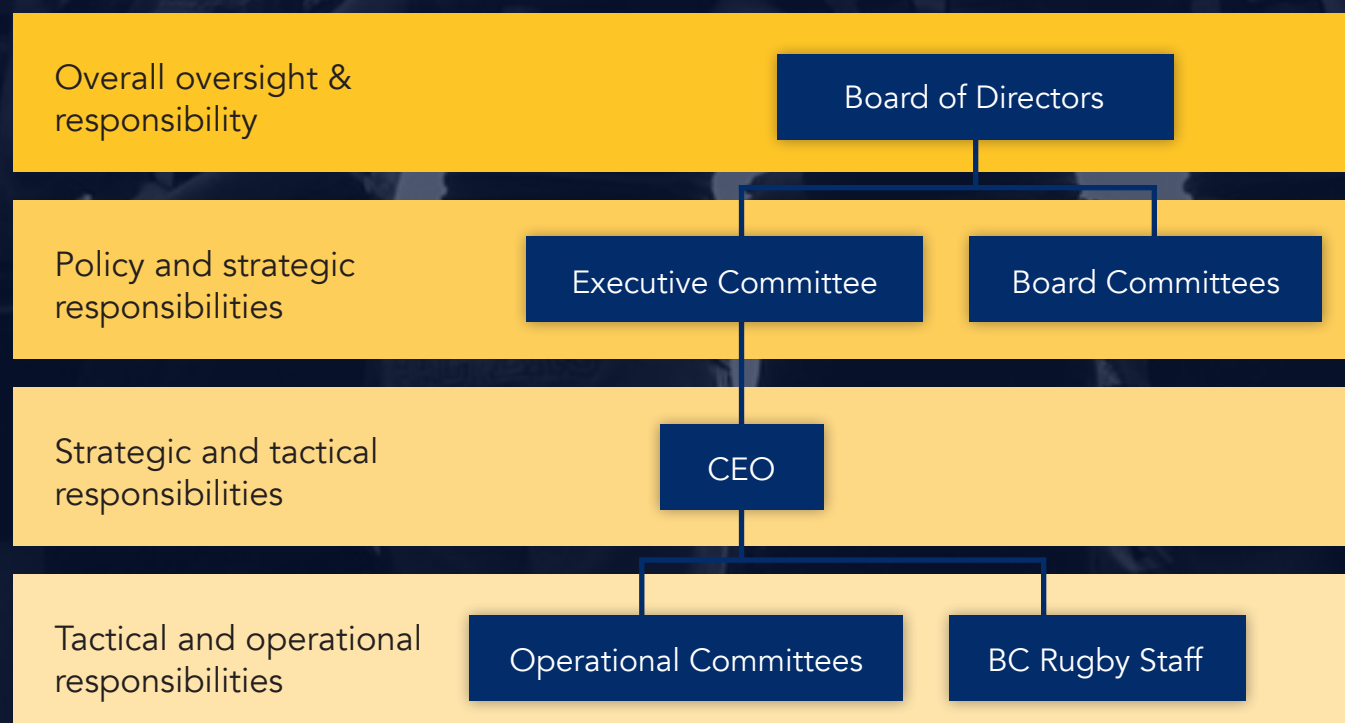 Overall oversight &
responsibility
Board of Directors
Policy and strategic
responsibilities
Executive Committee
Board Committees
Strategic and tactical
responsibilities
CEO
Tactical and operational
responsibilities
Operational Committees
BC Rugby Staff